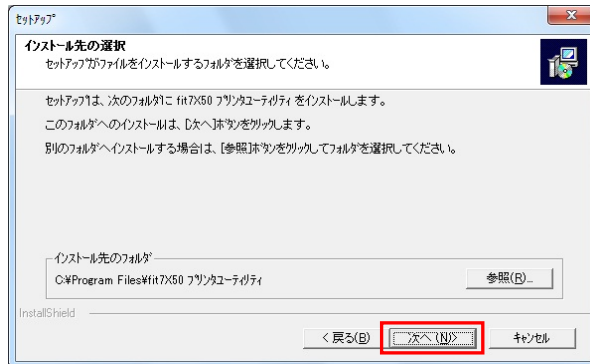 セットアップ
インストール先の選択
セットアップがファイルをインストールするフォルダを選択してください。
セットアップは、次のフォルダに fit7X50 プリンタユーティリティ をインストールします。
このフォルダへのインストールは、[次へ]ボタンをクリックします。
別のフォルダへインストールする場合は、[参照]ボタンをクリックしてフォルダを選択してください。
インストール先のフォルダ
C:¥Program Files¥fit7X50 プリンタユーティリティ
参照(R)...
InstallShield
< 戻る(B)
次へ(N)>
キャンセル